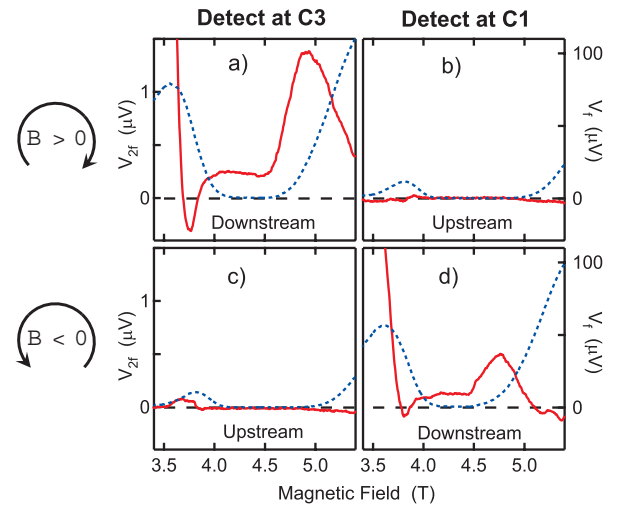 Detect at C3
Detect at C1
B > 0
V2f (μV)
1
0
a)
Downstream
b)
Upstream
100
0
Vf (μV)
B < 0
V2f (μV)
1
0
c)
Upstream
d)
Downstream
100
0
Vf (μV)
3.5 4.0 4.5 5.0
3.5 4.0 4.5 5.0
Magnetic Field (T)